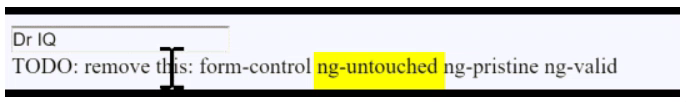 Dr IQ
TODO: remove this: form-control ng-untouched ng-pristine ng-valid